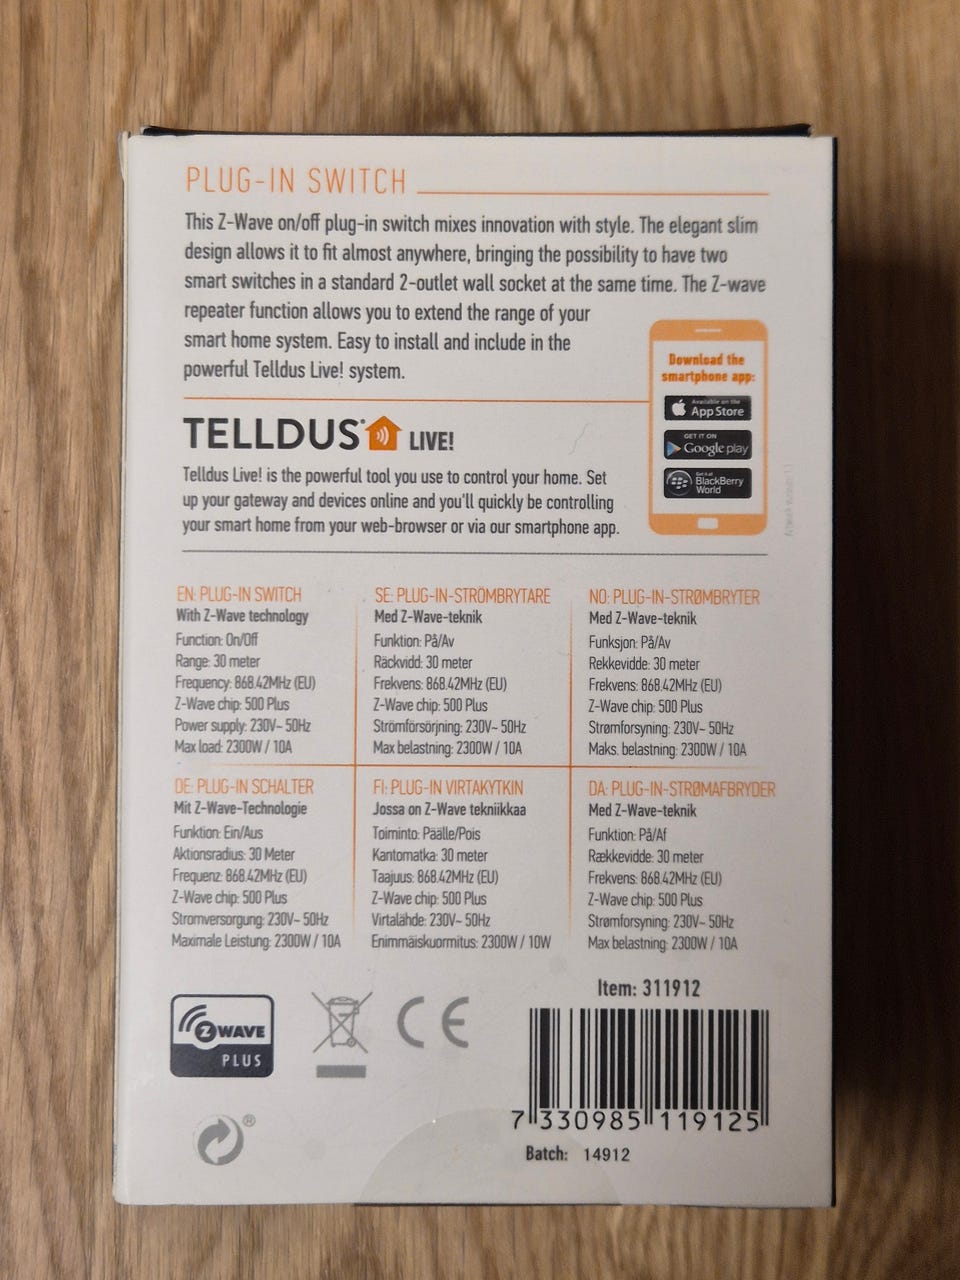 PLUG-IN SWITCH
This Z-Wave on/off plug-in switch mixes innovation with style. The elegant slim
design allows it to fit almost anywhere, bringing the possibility to have two
smart switches in a standard 2-outlet wall socket at the same time. The Z-wave
repeater function allows you to extend the range of your
smart home system. Easy to install and include in the
powerful Telldus Live! system.
Download the
smartphone app:
Available on the
App Store
GET IT ON
Google play
Get it at
BlackBerry
World
TELLDUS® LIVE!
Telldus Live! is the powerful tool you use to control your home. Set
up your gateway and devices online and you'll quickly be controlling
your smart home from your web-browser or via our smartphone app.
EN: PLUG-IN SWITCH
With Z-Wave technology
Function: On/Off
Range: 30 meter
Frequency: 868.42MHz (EU)
Z-Wave chip: 500 Plus
Power supply: 230V~ 50Hz
Max load: 2300W / 10A
SE: PLUG-IN-STRÖMBRYTARE
Med Z-Wave-teknik
Funktion: På/Av
Räckvidd: 30 meter
Frekvens: 868.42MHz (EU)
Z-Wave chip: 500 Plus
Strömförsörjning: 230V~ 50Hz
Max belastning: 2300W / 10A
NO: PLUG-IN-STRØMBRYTER
Med Z-Wave-teknik
Funksjon: På/Av
Rekkevidde: 30 meter
Frekvens: 868.42MHz (EU)
Z-Wave chip: 500 Plus
Strømforsyning: 230V~ 50Hz
Maks. belastning: 2300W / 10A
DE: PLUG-IN SCHALTER
Mit Z-Wave-Technologie
Funktion: Ein/Aus
Aktionsradius: 30 Meter
Frequenz: 868.42MHz (EU)
Z-Wave chip: 500 Plus
Stromversorgung: 230V~ 50Hz
Maximale Leistung: 2300W / 10A
FI: PLUG-IN VIRTAKYTKIN
Jossa on Z-Wave tekniikkaa
Toiminto: Päälle/Pois
Kantomatka: 30 meter
Taajuus: 868.42MHz (EU)
Z-Wave chip: 500 Plus
Virtalähde: 230V~ 50Hz
Enimmäiskuormitus: 2300W / 10W
DA: PLUG-IN-STRØMAFBRYDER
Med Z-Wave-teknik
Funktion: På/Af
Rækkevidde: 30 meter
Frekvens: 868.42MHz (EU)
Z-Wave chip: 500 Plus
Strømforsyning: 230V~ 50Hz
Max belastning: 2300W / 10A
Z WAVE
PLUS
CE
®
Item: 311912
7 330985 119125
Batch: 14912